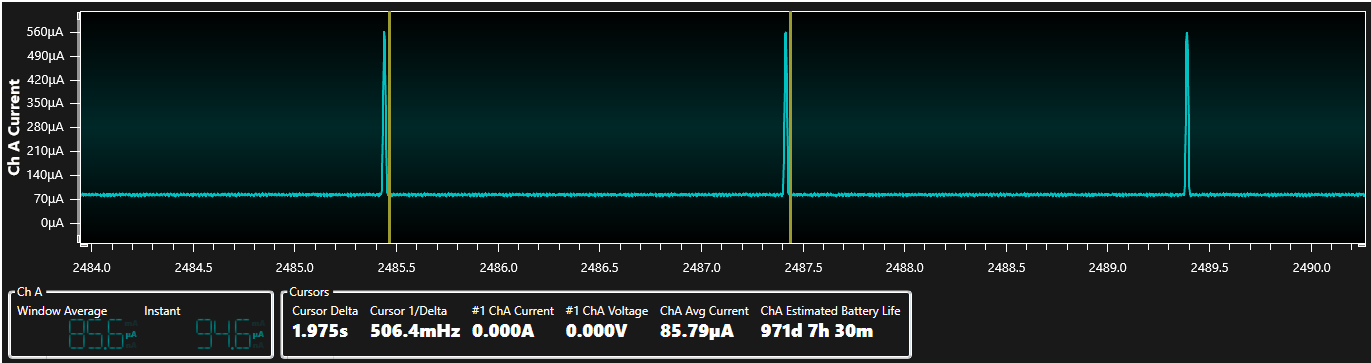 560µA
490µA
420µA
350µA
280µA
210µA
140µA
70µA
0µA
Ch A Current
2484.0 2484.5 2485.0 2485.5 2486.0 2486.5 2487.0 2487.5 2488.0 2488.5 2489.0 2489.5 2490.0
Ch A
Window Average Instant
85.6 µA 94.6 µA
Cursors
Cursor Delta Cursor 1/Delta #1 ChA Current #1 ChA Voltage ChA Avg Current ChA Estimated Battery Life
1.975s 506.4mHz 0.000A 0.000V 85.79µA 971d 7h 30m